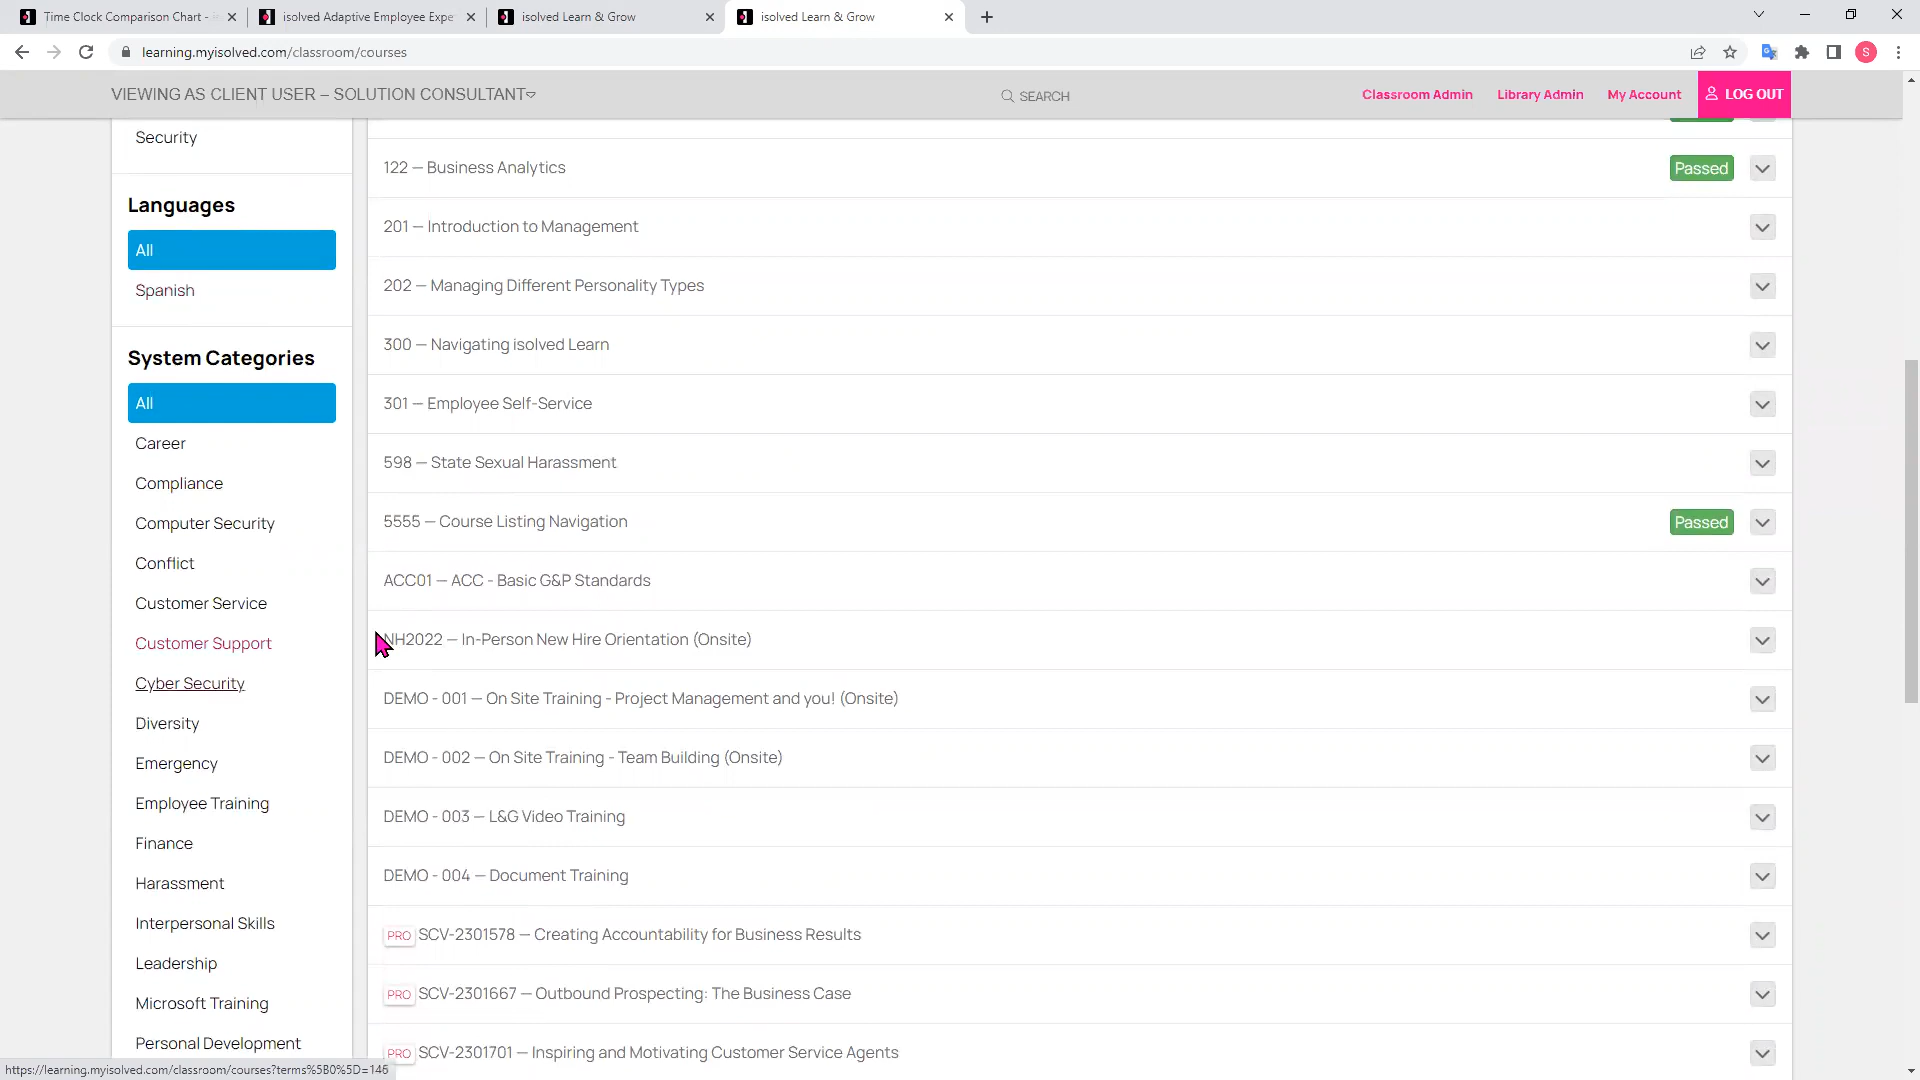 Time Clock Comparison Chart - i
isolved Adaptive Employee Expe
isolved Learn & Grow
isolved Learn & Grow
learning.myisolved.com/classroom/courses
S
VIEWING AS CLIENT USER – SOLUTION CONSULTANT
SEARCH
Classroom Admin
Library Admin
My Account
LOG OUT
Security
Languages
All
Spanish
System Categories
All
Career
Compliance
Computer Security
Conflict
Customer Service
Customer Support
Cyber Security
Diversity
Emergency
Employee Training
Finance
Harassment
Interpersonal Skills
Leadership
Microsoft Training
Personal Development
122 — Business Analytics
Passed
201 — Introduction to Management
202 — Managing Different Personality Types
300 — Navigating isolved Learn
301 — Employee Self-Service
598 — State Sexual Harassment
5555 — Course Listing Navigation
Passed
ACC01 — ACC - Basic G&P Standards
NH2022 — In-Person New Hire Orientation (Onsite)
DEMO - 001 — On Site Training - Project Management and you! (Onsite)
DEMO - 002 — On Site Training - Team Building (Onsite)
DEMO - 003 — L&G Video Training
DEMO - 004 — Document Training
PRO SCV-2301578 — Creating Accountability for Business Results
PRO SCV-2301667 — Outbound Prospecting: The Business Case
PRO SCV-2301701 — Inspiring and Motivating Customer Service Agents
https://learning.myisolved.com/classroom/courses?terms%5B0%5D=146